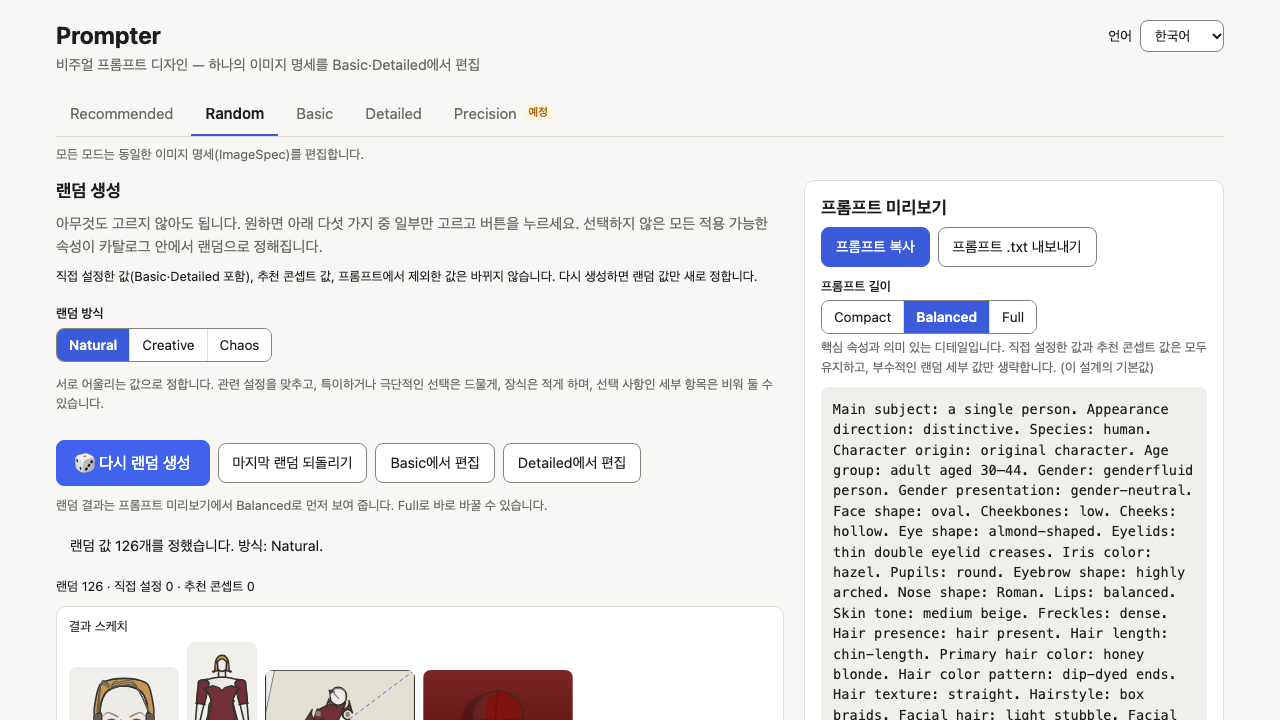 Prompter
비주얼 프롬프트 디자인 — 하나의 이미지 명세를 Basic·Detailed에서 편집
언어
한국어
Recommended
Random
Basic
Detailed
Precision 예정
모든 모드는 동일한 이미지 명세(ImageSpec)를 편집합니다.
랜덤 생성
아무것도 고르지 않아도 됩니다. 원하면 아래 다섯 가지 중 일부만 고르고 버튼을 누르세요. 선택하지 않은 모든 적용 가능한
속성이 카탈로그 안에서 랜덤으로 정해집니다.
직접 설정한 값(Basic·Detailed 포함), 추천 콘셉트 값, 프롬프트에서 제외한 값은 바뀌지 않습니다. 다시 생성하면 랜덤 값만 새로 정합니다.
랜덤 방식
Natural
Creative
Chaos
서로 어울리는 값으로 정합니다. 관련 설정을 맞추고, 특이하거나 극단적인 선택은 드물게, 장식은 적게 하며, 선택 사항인 세부 항목은 비워 둘 수
있습니다.
🎲 다시 랜덤 생성
마지막 랜덤 되돌리기
Basic에서 편집
Detailed에서 편집
랜덤 결과는 프롬프트 미리보기에서 Balanced로 먼저 보여 줍니다. Full로 바로 바꿀 수 있습니다.
랜덤 값 126개를 정했습니다. 방식: Natural.
랜덤 126 · 직접 설정 0 · 추천 콘셉트 0
결과 스케치
프롬프트 미리보기
프롬프트 복사
프롬프트 .txt 내보내기
프롬프트 길이
Compact
Balanced
Full
핵심 속성과 의미 있는 디테일입니다. 직접 설정한 값과 추천 콘셉트 값은 모두
유지하고, 부수적인 랜덤 세부 값만 생략합니다. (이 설계의 기본값)
Main subject: a single person. Appearance
direction: distinctive. Species: human.
Character origin: original character. Age
group: adult aged 30–44. Gender: genderfluid
person. Gender presentation: gender-neutral.
Face shape: oval. Cheekbones: low. Cheeks:
hollow. Eye shape: almond-shaped. Eyelids:
thin double eyelid creases. Iris color:
hazel. Pupils: round. Eyebrow shape: highly
arched. Nose shape: Roman. Lips: balanced.
Skin tone: medium beige. Freckles: dense.
Hair presence: hair present. Hair length:
chin-length. Primary hair color: honey
blonde. Hair color pattern: dip-dyed ends.
Hair texture: straight. Hairstyle: box
braids. Facial hair: light stubble. Facial